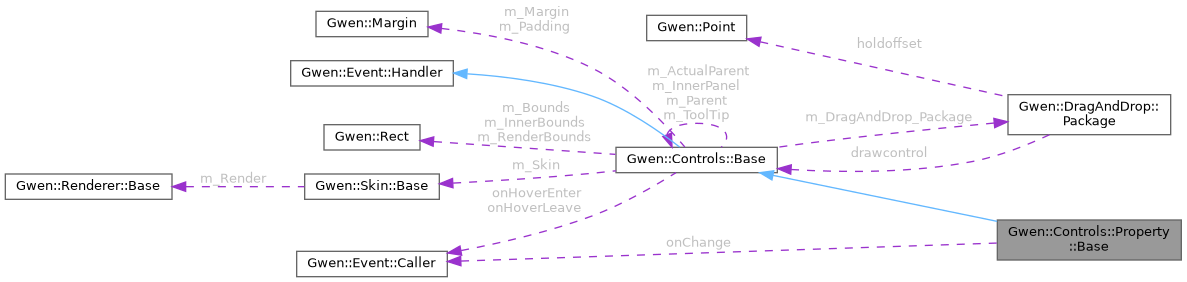 Gwen::Margin
m_Margin
m_Padding
Gwen::Point
holdoffset
Gwen::Event::Handler
m_ActualParent
m_InnerPanel
m_Parent
m_ToolTip
Gwen::DragAndDrop::
Package
m_Bounds
m_InnerBounds
m_RenderBounds
m_DragAndDrop_Package
Gwen::Rect
drawcontrol
Gwen::Controls::Base
m_Skin
Gwen::Renderer::Base
m_Render
Gwen::Skin::Base
onHoverEnter
onHoverLeave
Gwen::Controls::Property
::Base
onChange
Gwen::Event::Caller